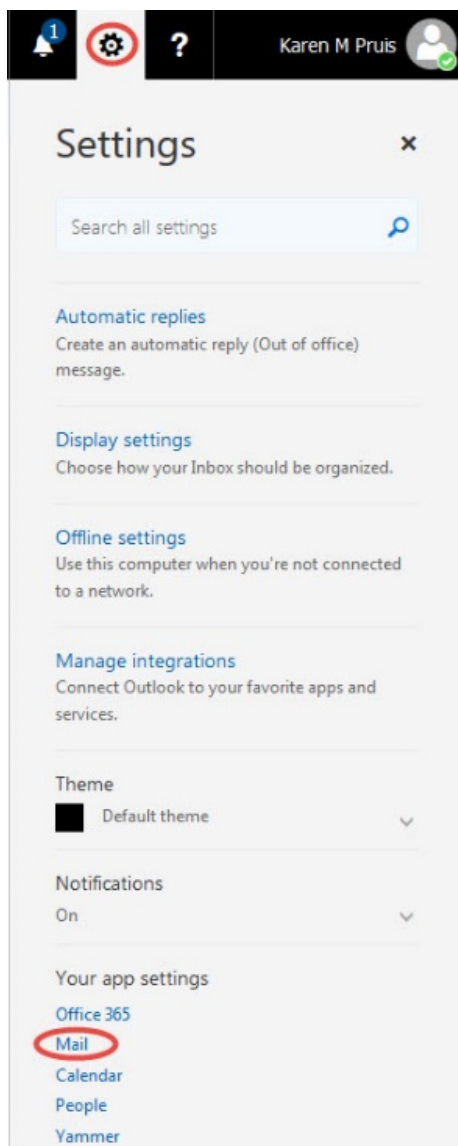 1
?
Karen M Pruis
Settings
×
Search all settings
Automatic replies
Create an automatic reply (Out of office)
message.
Display settings
Choose how your Inbox should be organized.
Offline settings
Use this computer when you're not connected
to a network.
Manage integrations
Connect Outlook to your favorite apps and
services.
Theme
Default theme
Notifications
On
Your app settings
Office 365
Mail
Calendar
People
Yammer